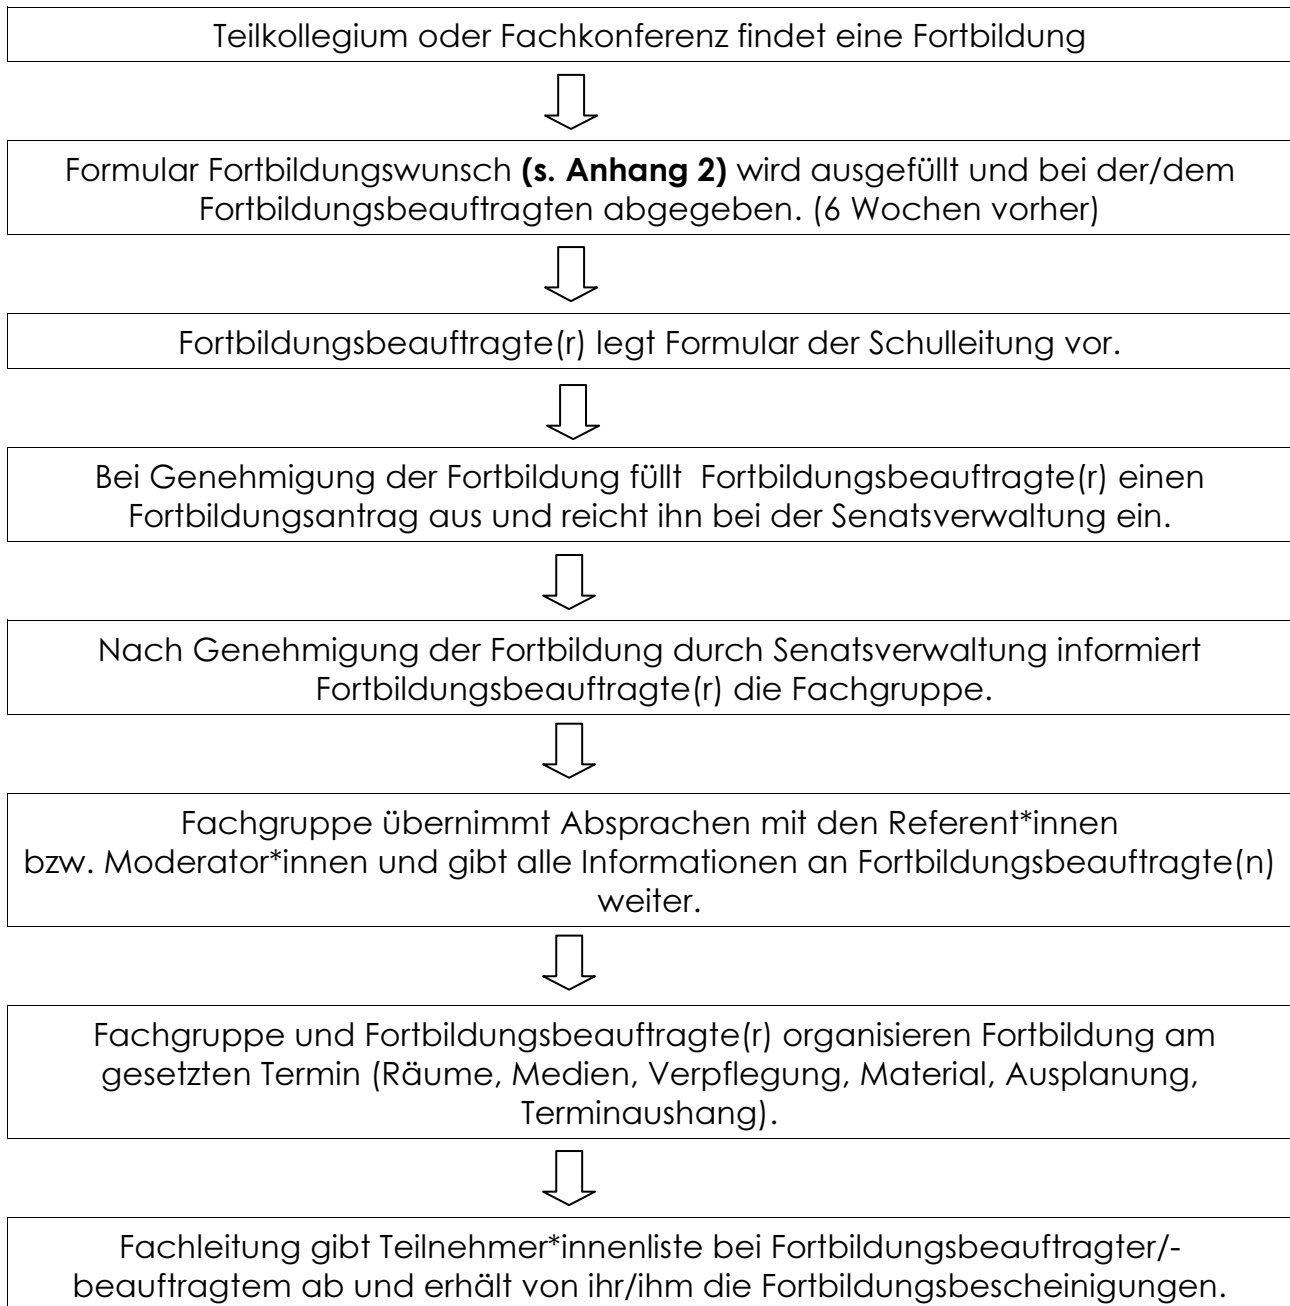 Teilkollegium oder Fachkonferenz findet eine Fortbildung
Formular Fortbildungswunsch (s. Anhang 2) wird ausgefüllt und bei der/dem
Fortbildungsbeauftragten abgegeben. (6 Wochen vorher)
Fortbildungsbeauftragte(r) legt Formular der Schulleitung vor.
Bei Genehmigung der Fortbildung füllt  Fortbildungsbeauftragte(r) einen
Fortbildungsantrag aus und reicht ihn bei der Senatsverwaltung ein.
Nach Genehmigung der Fortbildung durch Senatsverwaltung informiert
Fortbildungsbeauftragte(r) die Fachgruppe.
Fachgruppe übernimmt Absprachen mit den Referent*innen
bzw. Moderator*innen und gibt alle Informationen an Fortbildungsbeauftragte(n)
weiter.
Fachgruppe und Fortbildungsbeauftragte(r) organisieren Fortbildung am
gesetzten Termin (Räume, Medien, Verpflegung, Material, Ausplanung,
Terminaushang).
Fachleitung gibt Teilnehmer*innenliste bei Fortbildungsbeauftragter/-
beauftragtem ab und erhält von ihr/ihm die Fortbildungsbescheinigungen.